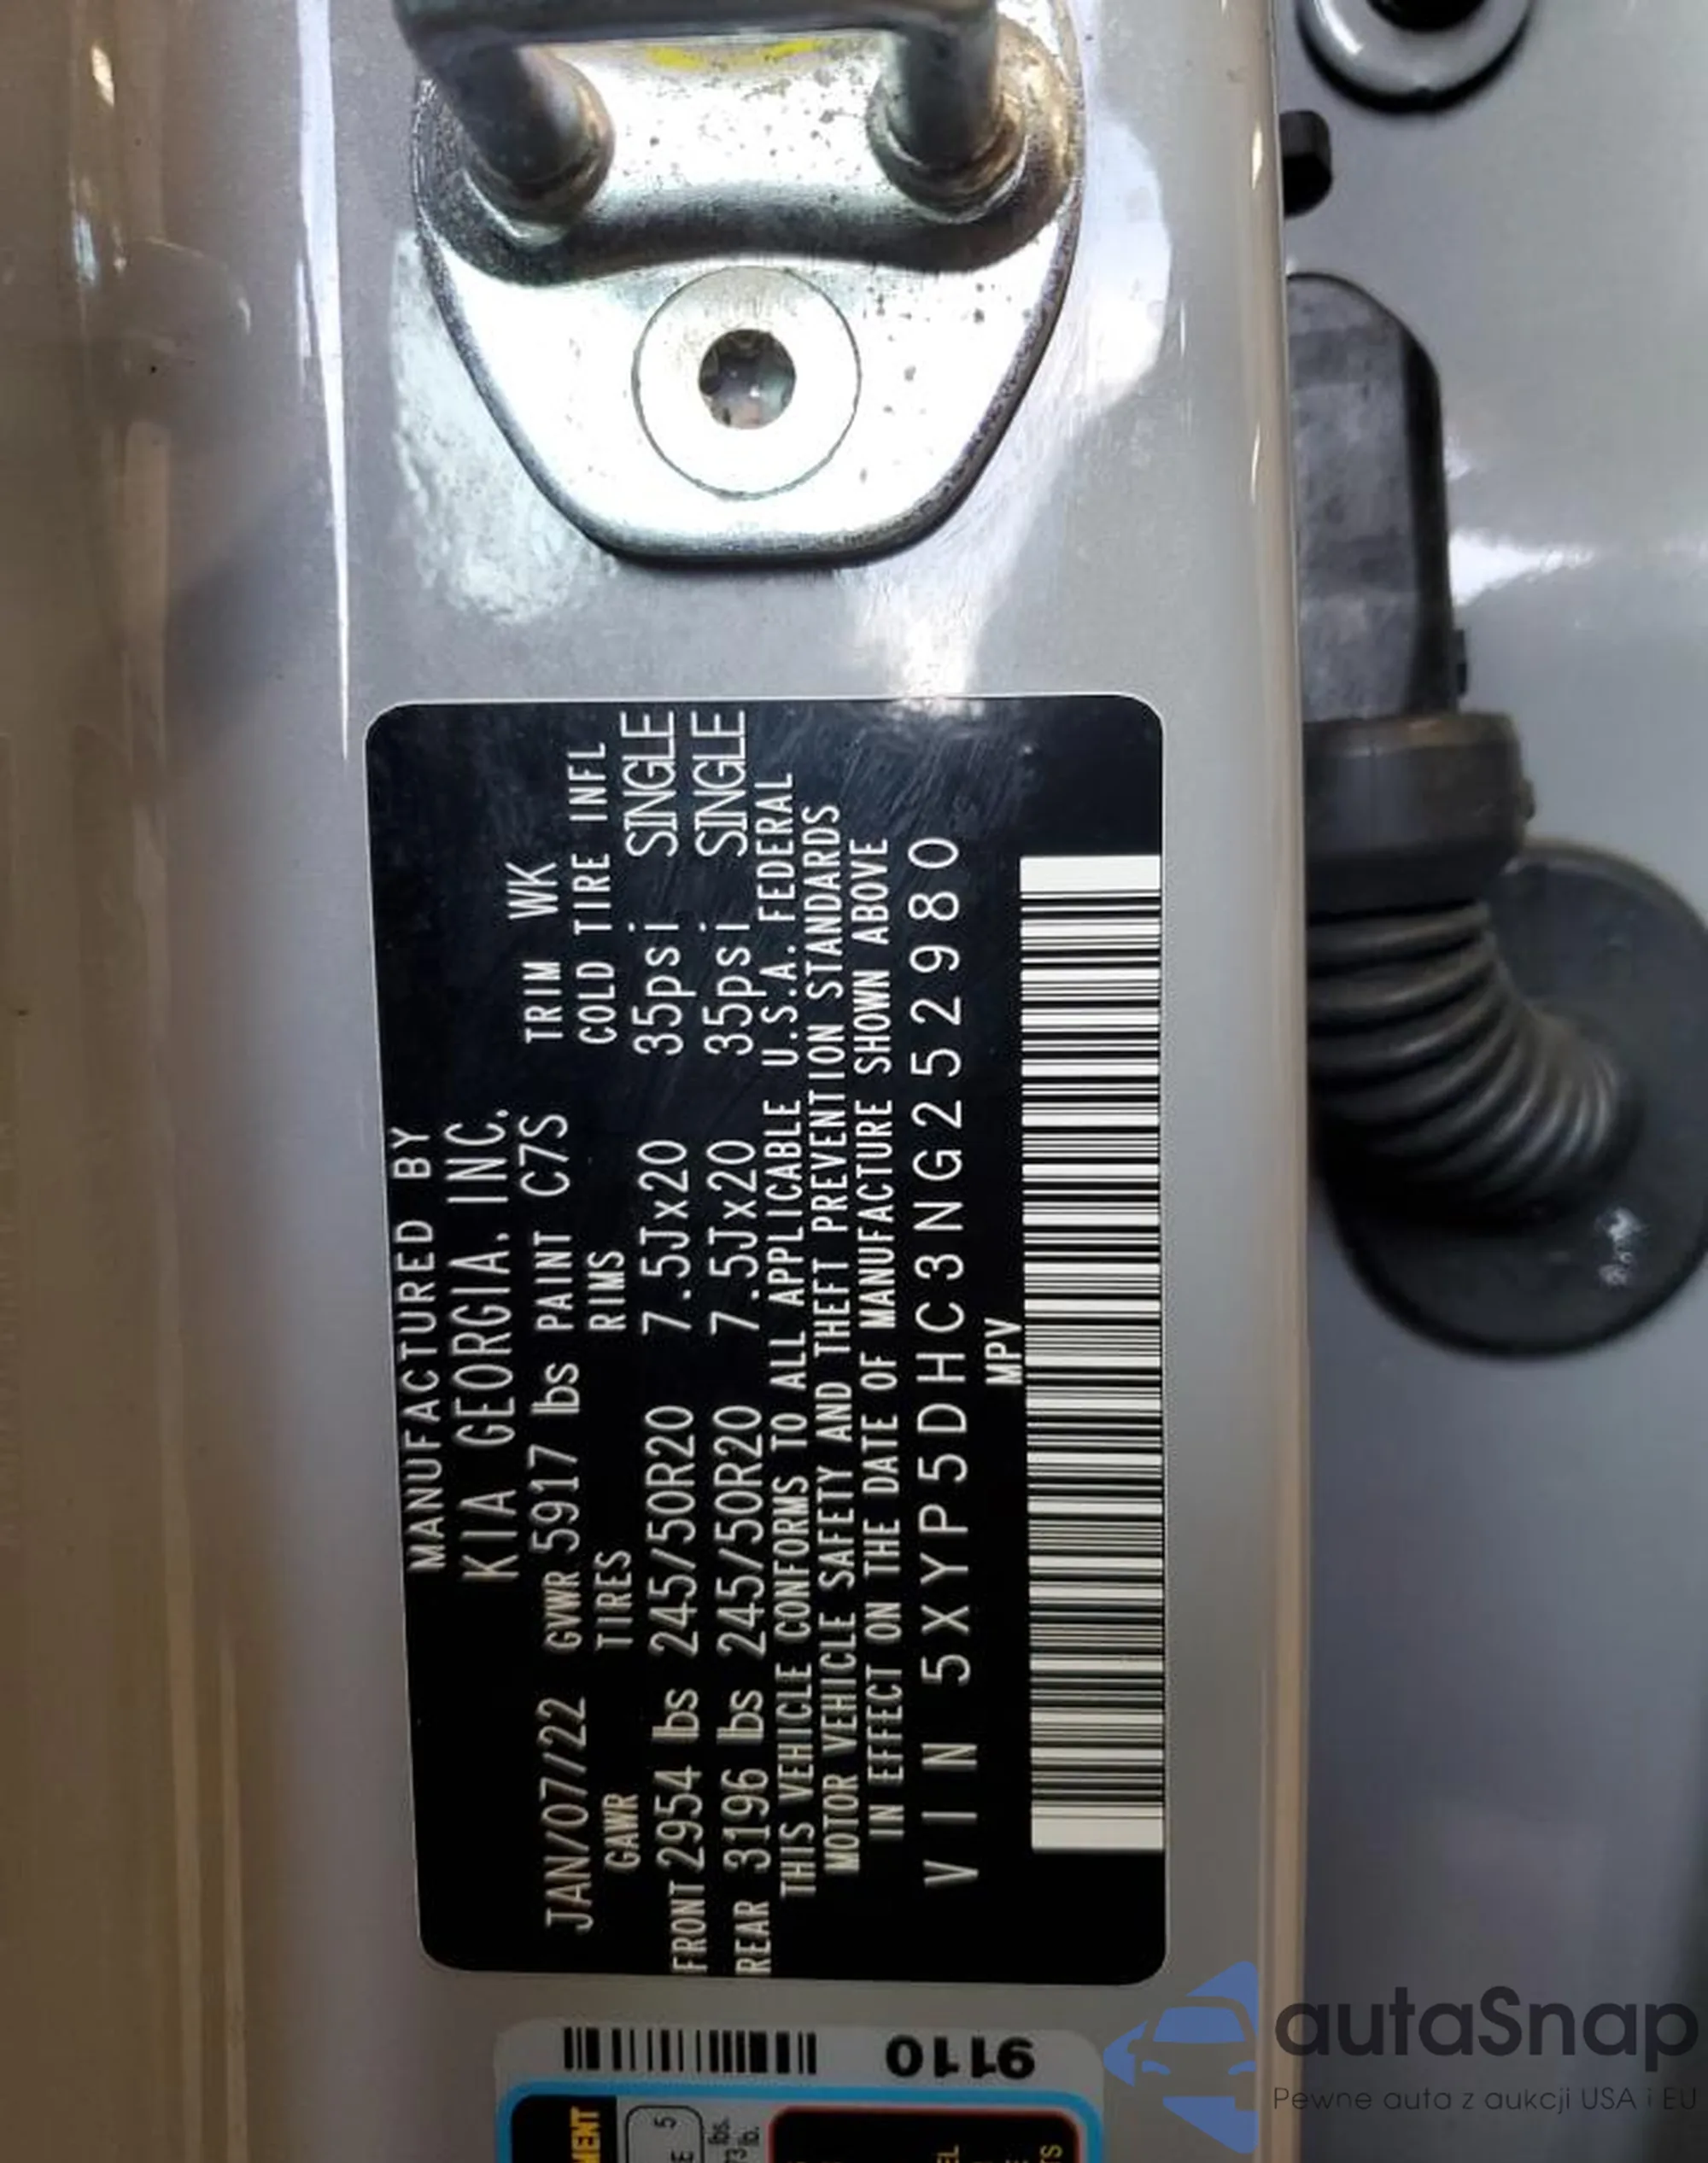 MANUFACTURED BY
KIA GEORGIA, INC.
JAN/07/22 GVWR 5917 lbs PAINT C7S TRIM WK
GAWR TIRES RIMS COLD TIRE INFL
FRONT 2954 lbs 245/50R20 7.5Jx20 35psi SINGLE
REAR 3196 lbs 245/50R20 7.5Jx20 35psi SINGLE
THIS VEHICLE CONFORMS TO ALL APPLICABLE U.S.A. FEDERAL
MOTOR VEHICLE SAFETY AND THEFT PREVENTION STANDARDS
IN EFFECT ON THE DATE OF MANUFACTURE SHOWN ABOVE
VIN 5XYP5DHC3NG252980
MPV
9110
5
lbs.
lb.
autaSnap
Pewne auta z aukcji USA i EU